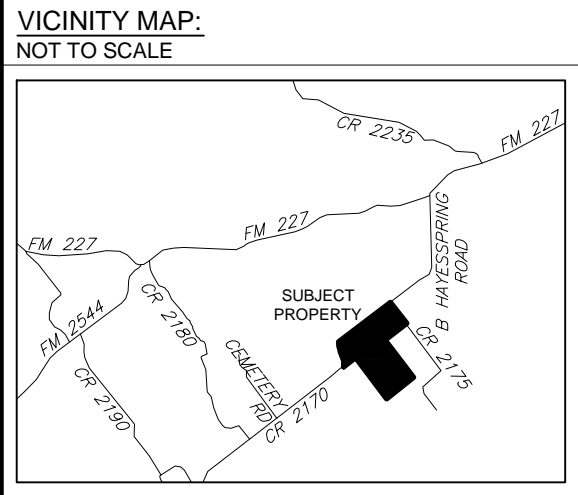 VICINITY MAP:
NOT TO SCALE
CR 2235
FM 227
FM 227
FM 227
B HAYESSPRING
ROAD
SUBJECT
PROPERTY
FM 2544
CR 2180
CR 2190
CEMETERY
RD
CR 2170
CR 2175